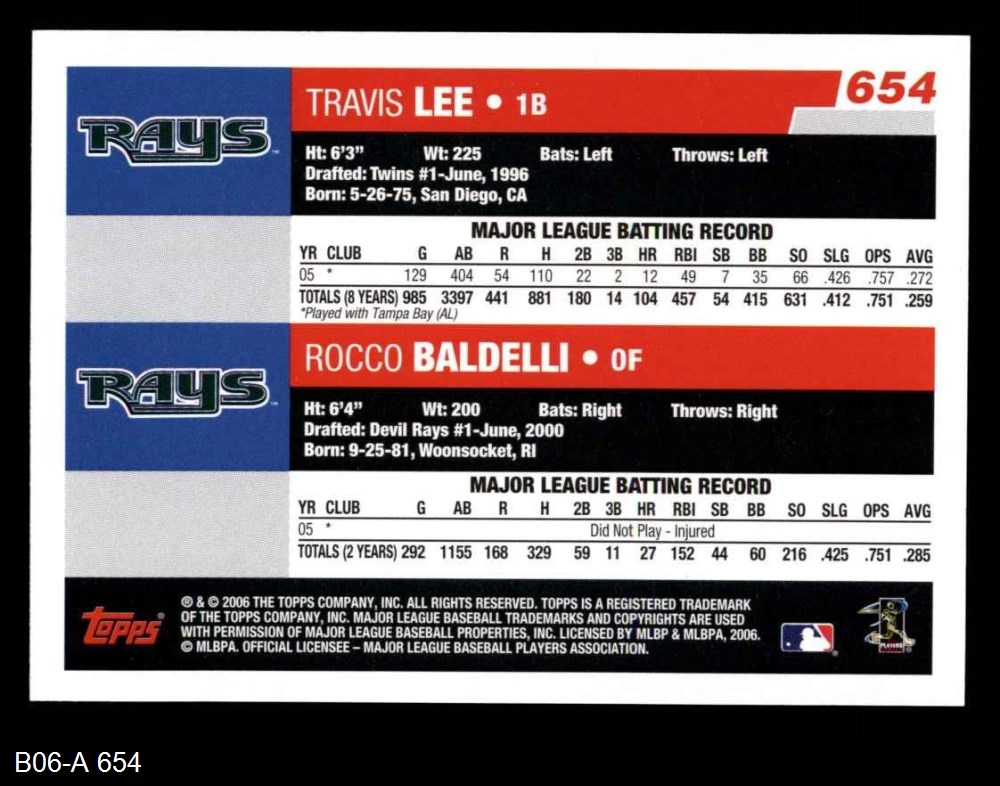 654
RAYS
TRAVIS LEE • 1B
Ht: 6'3” Wt: 225 Bats: Left Throws: Left
Drafted: Twins #1-June, 1996
Born: 5-26-75, San Diego, CA
MAJOR LEAGUE BATTING RECORD
YR CLUB G AB R H 2B 3B HR RBI SB BB SO SLG OPS AVG
05 * 129 404 54 110 22 2 12 49 7 35 66 .426 .757 .272
TOTALS (8 YEARS) 985 3397 441 881 180 14 104 457 54 415 631 .412 .751 .259
*Played with Tampa Bay (AL)
RAYS
ROCCO BALDELLI • OF
Ht: 6'4” Wt: 200 Bats: Right Throws: Right
Drafted: Devil Rays #1-June, 2000
Born: 9-25-81, Woonsocket, RI
MAJOR LEAGUE BATTING RECORD
YR CLUB G AB R H 2B 3B HR RBI SB BB SO SLG OPS AVG
05 * Did Not Play - Injured
TOTALS (2 YEARS) 292 1155 168 329 59 11 27 152 44 60 216 .425 .751 .285
Topps®
® & © 2006 THE TOPPS COMPANY, INC. ALL RIGHTS RESERVED. TOPPS IS A REGISTERED TRADEMARK
OF THE TOPPS COMPANY, INC. MAJOR LEAGUE BASEBALL TRADEMARKS AND COPYRIGHTS ARE USED
WITH PERMISSION OF MAJOR LEAGUE BASEBALL PROPERTIES, INC. LICENSED BY MLBP & MLBPA, 2006.
© MLBPA. OFFICIAL LICENSEE – MAJOR LEAGUE BASEBALL PLAYERS ASSOCIATION.
PLAYERS
B06-A 654